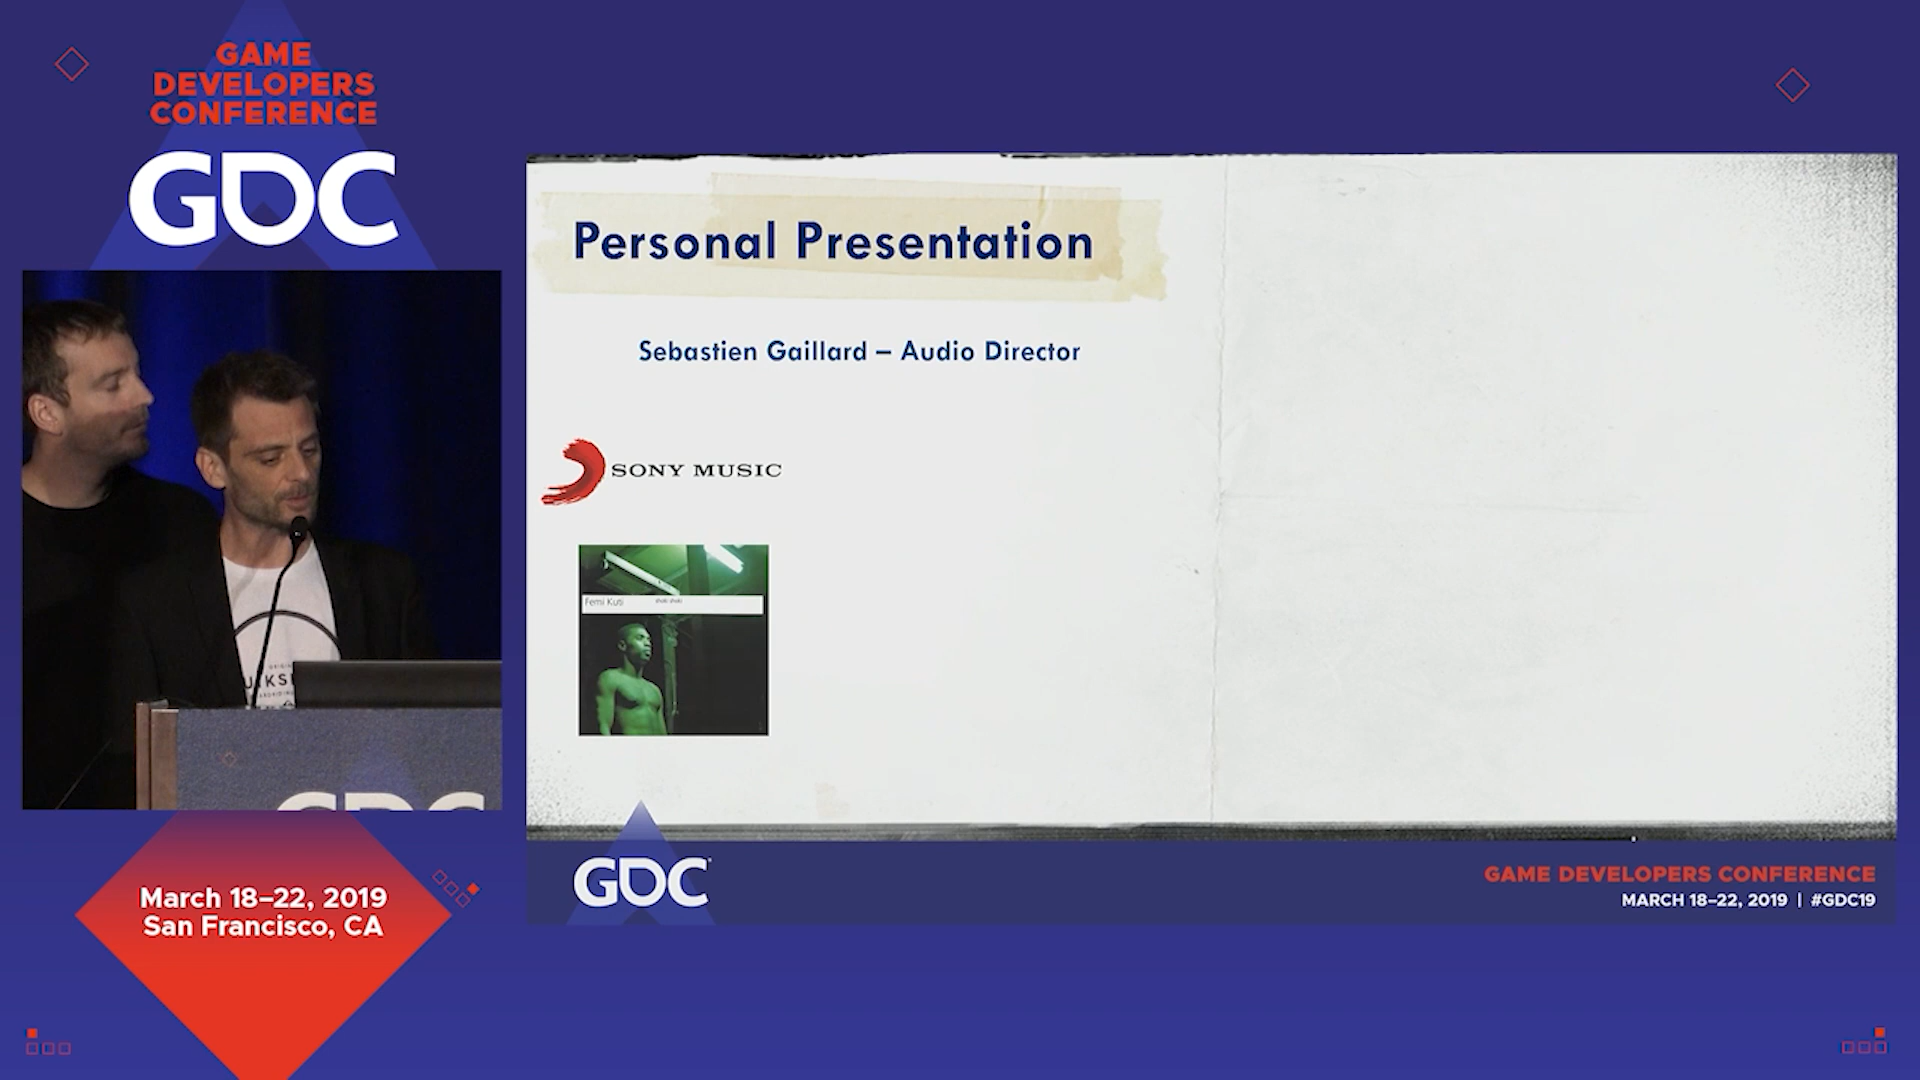 GAME
DEVELOPERS
CONFERENCE
GDC
Personal Presentation
Sebastien Gaillard – Audio Director
SONY MUSIC
Femi Kuti
GDC
March 18–22, 2019
San Francisco, CA
GDC
GAME DEVELOPERS CONFERENCE
MARCH 18–22, 2019 | #GDC19